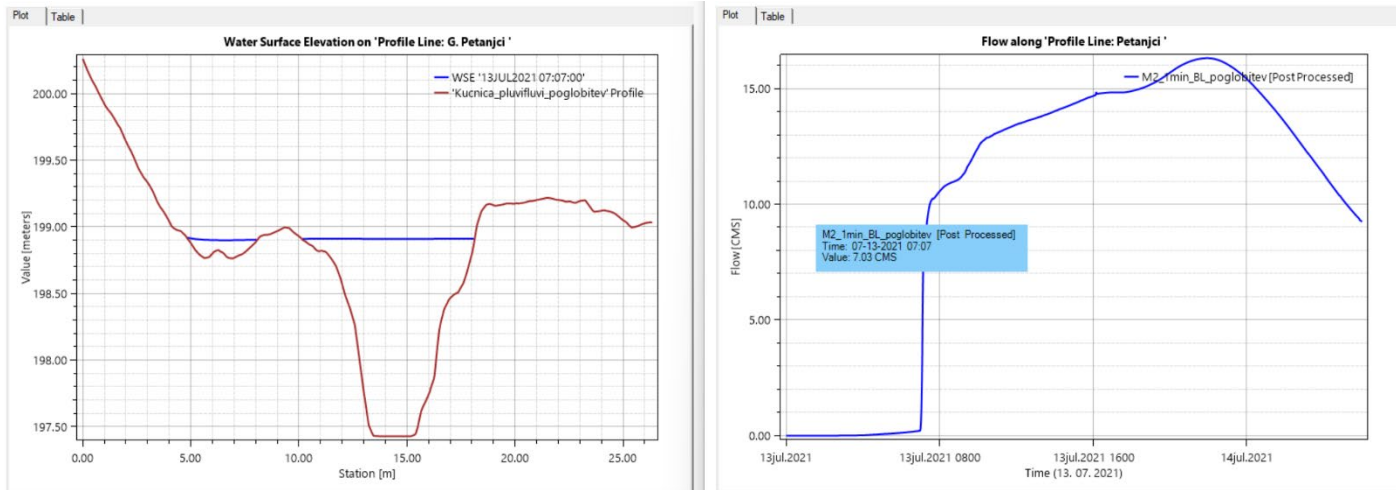 Plot Table
Water Surface Elevation on 'Profile Line: G. Petanjci '
WSE '13JUL2021 07:07:00'
'Kucnica_pluvifluvi_poglobitev' Profile
Value [meters]
200.00
199.50
199.00
198.50
198.00
197.50
0.00 5.00 10.00 15.00 20.00 25.00
Station [m]
Plot Table
Flow along 'Profile Line: Petanjci '
M2_1min_BL_poglobitev [Post Processed]
Flow [CMS]
15.00
10.00
5.00
0.00
M2_1min_BL_poglobitev [Post Processed]
Time: 07-13-2021 07:07
Value: 7.03 CMS
13jul.2021 13jul.2021 0800 13jul.2021 1600 14jul.2021
Time (13. 07. 2021)